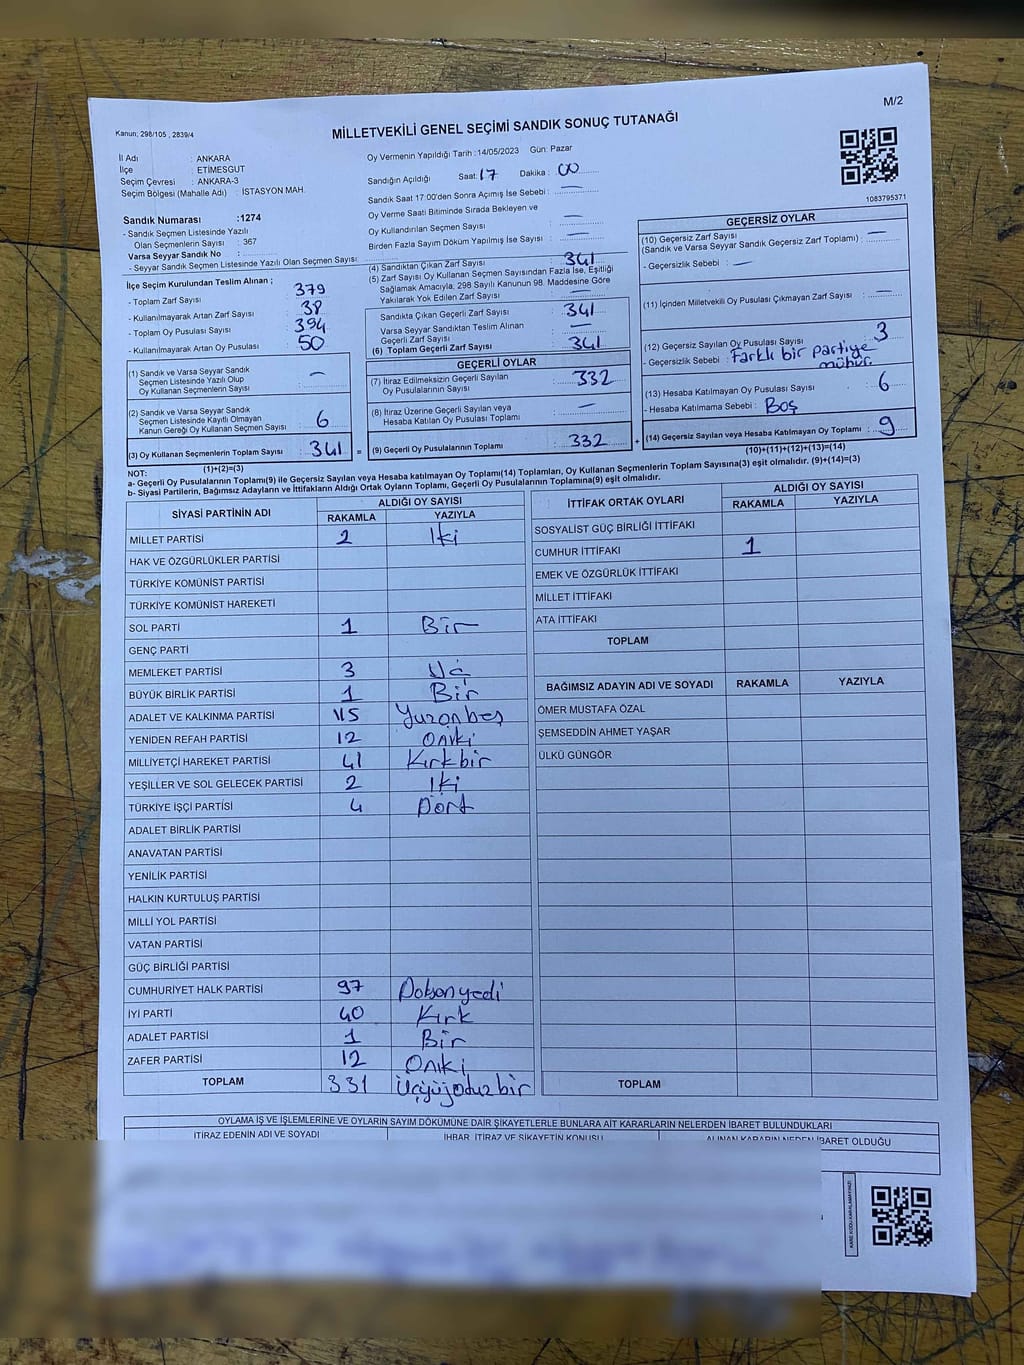 M/2
Kanun; 298/105 , 2839/4
MİLLETVEKİLİ GENEL SEÇİMİ SANDIK SONUÇ TUTANAĞI
İl Adı : ANKARA
İlçe : ETİMESGUT
Seçim Çevresi : ANKARA-3
Seçim Bölgesi (Mahalle Adı) : İSTASYON MAH.
Sandık Numarası :1274
- Sandık Seçmen Listesinde Yazılı
Olan Seçmenlerin Sayısı : 367
Varsa Seyyar Sandık No :
- Seyyar Sandık Seçmen Listesinde Yazılı Olan Seçmen Sayısı:
Oy Vermenin Yapıldığı Tarih :14/05/2023 Gün: Pazar
Sandığın Açıldığı Saat: 17 Dakika : 00
Sandık Saat 17:00'den Sonra Açımış İse Sebebi : —
Oy Verme Saati Bitiminde Sırada Bekleyen ve
Oy Kullandırılan Seçmen Sayısı : —
Birden Fazla Sayım Döküm Yapılmış İse Sayısı : —
1083795371
İlçe Seçim Kurulundan Teslim Alınan ;
- Toplam Zarf Sayısı : 379
- Kullanılmayarak Artan Zarf Sayısı : 38
- Toplam Oy Pusulası Sayısı : 394
- Kullanılmayarak Artan Oy Pusulası : 50
(1) Sandık ve Varsa Seyyar Sandık
Seçmen Listesinde Yazılı Olup
Oy Kullanan Seçmenlerin Sayısı : —
(2) Sandık ve Varsa Seyyar Sandık
Seçmen Listesinde Kayıtlı Olmayan
Kanun Gereği Oy Kullanan Seçmen Sayısı : 6
(3) Oy Kullanan Seçmenlerin Toplam Sayısı : 341
(1)+(2)=(3)
(4) Sandıktan Çıkan Zarf Sayısı : 341
(5) Zarf Sayısı Oy Kullanan Seçmen Sayısından Fazla İse, Eşitliği
Sağlamak Amacıyla; 298 Sayılı Kanunun 98. Maddesine Göre
Yakılarak Yok Edilen Zarf Sayısı : —
Sandıkta Çıkan Geçerli Zarf Sayısı : 341
Varsa Seyyar Sandıktan Teslim Alınan
Geçerli Zarf Sayısı : —
(6) Toplam Geçerli Zarf Sayısı : 341
GEÇERLİ OYLAR
(7) İtiraz Edilmeksizin Geçerli Sayılan
Oy Pusulalarının Sayısı : 332
(8) İtiraz Üzerine Geçerli Sayılan veya
Hesaba Katılan Oy Pusulası Toplamı : —
= (9) Geçerli Oy Pusulalarının Toplamı : 332
GEÇERSİZ OYLAR
(10) Geçersiz Zarf Sayısı : —
(Sandık ve Varsa Seyyar Sandık Geçersiz Zarf Toplamı)
- Geçersizlik Sebebi : —
(11) İçinden Milletvekili Oy Pusulası Çıkmayan Zarf Sayısı : —
(12) Geçersiz Sayılan Oy Pusulası Sayısı : 3
- Geçersizlik Sebebi : Farklı bir partiye
mühür.
(13) Hesaba Katılmayan Oy Pusulası Sayısı : 6
- Hesaba Katılmama Sebebi : Boş
+ (14) Geçersiz Sayılan veya Hesaba Katılmayan Oy Toplamı : 9
(10)+(11)+(12)+(13)=(14)
NOT:
a- Geçerli Oy Pusulalarının Toplamı(9) ile Geçersiz Sayılan veya Hesaba katılmayan Oy Toplamı(14) Toplamları, Oy Kullanan Seçmenlerin Toplam Sayısına(3) eşit olmalıdır. (9)+(14)=(3)
b- Siyasi Partilerin, Bağımsız Adayların ve İttifakların Aldığı Ortak Oyların Toplamı, Geçerli Oy Pusulalarının Toplamına(9) eşit olmalıdır.
SİYASİ PARTİNİN ADI ALDIĞI OY SAYISI
RAKAMLA YAZIYLA
MİLLET PARTİSİ 2 İki
HAK VE ÖZGÜRLÜKLER PARTİSİ
TÜRKİYE KOMÜNİST PARTİSİ
TÜRKİYE KOMÜNİST HAREKETİ
SOL PARTİ 1 Bir
GENÇ PARTİ
MEMLEKET PARTİSİ 3 Üç
BÜYÜK BİRLİK PARTİSİ 1 Bir
ADALET VE KALKINMA PARTİSİ 115 Yüzonbeş
YENİDEN REFAH PARTİSİ 12 Oniki
MİLLİYETÇİ HAREKET PARTİSİ 41 Kırkbir
YEŞİLLER VE SOL GELECEK PARTİSİ 2 İki
TÜRKİYE İŞÇİ PARTİSİ 4 Dört
ADALET BİRLİK PARTİSİ
ANAVATAN PARTİSİ
YENİLİK PARTİSİ
HALKIN KURTULUŞ PARTİSİ
MİLLİ YOL PARTİSİ
VATAN PARTİSİ
GÜÇ BİRLİĞİ PARTİSİ
CUMHURİYET HALK PARTİSİ 97 Doksanyedi
İYİ PARTİ 40 Kırk
ADALET PARTİSİ 1 Bir
ZAFER PARTİSİ 12 Oniki
TOPLAM 331 Üçyüzotuzbir
İTTİFAK ORTAK OYLARI ALDIĞI OY SAYISI
RAKAMLA YAZIYLA
SOSYALİST GÜÇ BİRLİĞİ İTTİFAKI
CUMHUR İTTİFAKI 1
EMEK VE ÖZGÜRLÜK İTTİFAKI
MİLLET İTTİFAKI
ATA İTTİFAKI
TOPLAM
BAĞIMSIZ ADAYIN ADI VE SOYADI RAKAMLA YAZIYLA
ÖMER MUSTAFA ÖZAL
ŞEMSEDDİN AHMET YAŞAR
ÜLKÜ GÜNGÖR
TOPLAM
OYLAMA İŞ VE İŞLEMLERİNE VE OYLARIN SAYIM DÖKÜMÜNE DAİR ŞİKAYETLERLE BUNLARA AİT KARARLARIN NELERDEN İBARET BULUNDUKLARI
İTİRAZ EDENİN ADI VE SOYADI İHBAR, İTİRAZ VE ŞİKAYETİN KONUSU ALINAN KARARIN NEDEN İBARET OLDUĞU